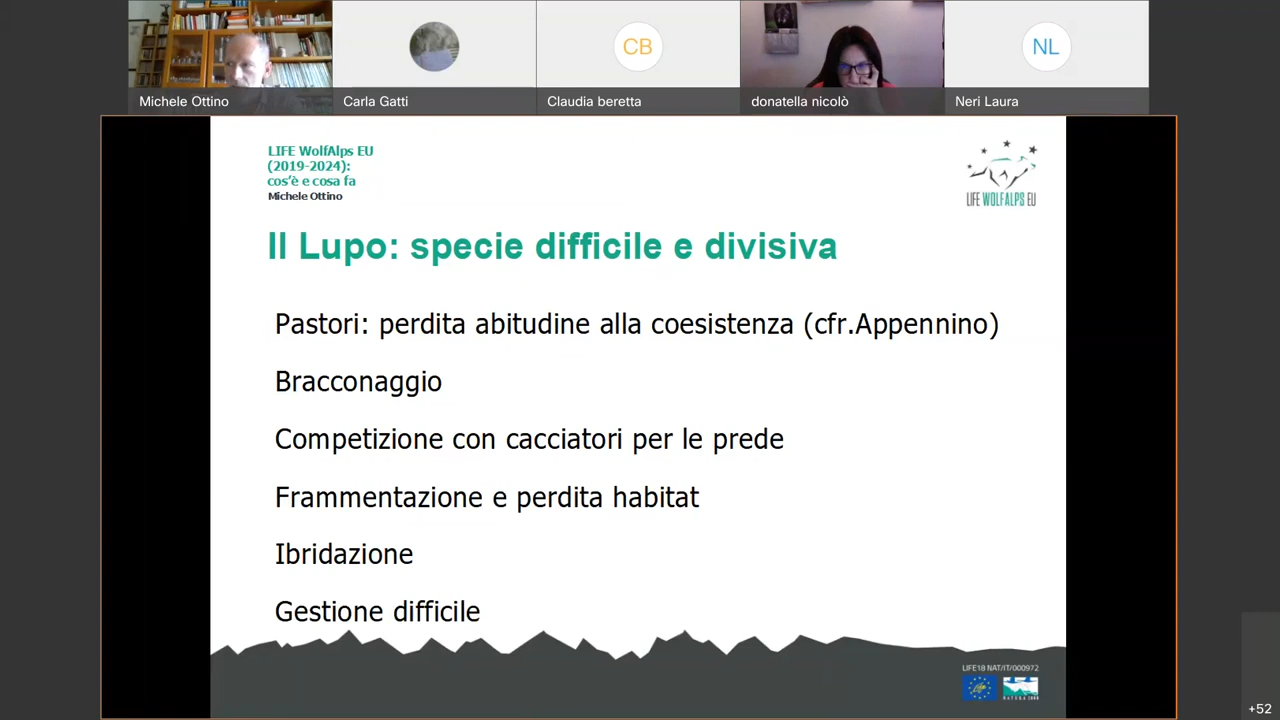 CB
NL
Michele Ottino
Carla Gatti
Claudia beretta
donatella nicolò
Neri Laura
LIFE WolfAlps EU
(2019-2024):
cos'è e cosa fa
Michele Ottino
LIFE WOLFALPS EU
Il Lupo: specie difficile e divisiva
Pastori: perdita abitudine alla coesistenza (cfr.Appennino)
Bracconaggio
Competizione con cacciatori per le prede
Frammentazione e perdita habitat
Ibridazione
Gestione difficile
LIFE18 NAT/IT/000972
NATURA 2000
+52